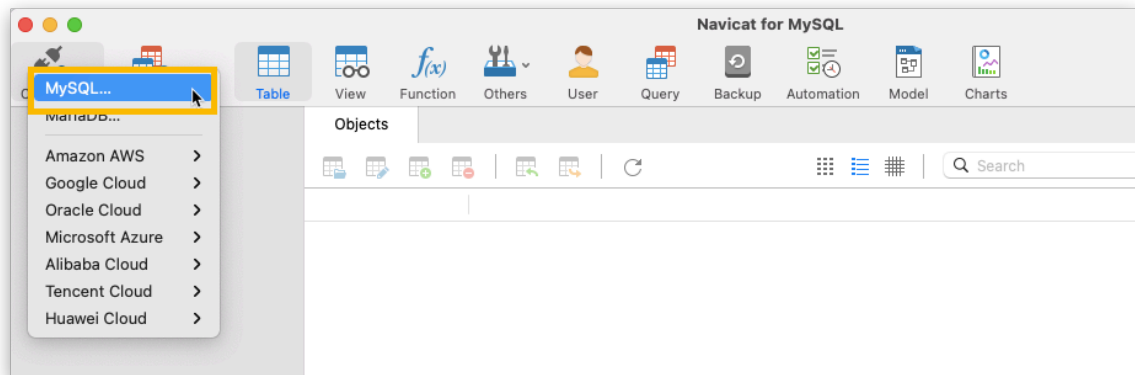 Navicat for MySQL
Table
View
Function
Others
User
Query
Backup
Automation
Model
Charts
MySQL...
MariaDB...
Amazon AWS
Google Cloud
Oracle Cloud
Microsoft Azure
Alibaba Cloud
Tencent Cloud
Huawei Cloud
Objects
Search